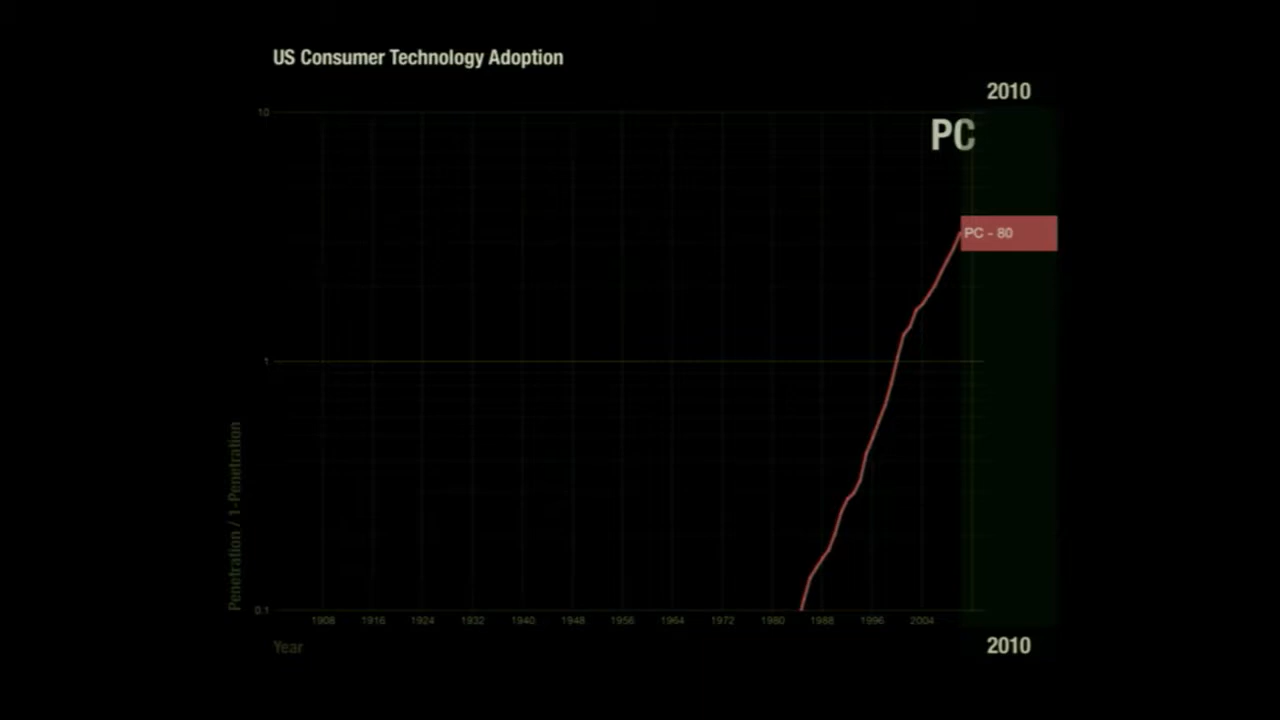 US Consumer Technology Adoption
2010
10
PC
PC - 80
1
Penetration / 1-Penetration
0.1
1908 1916 1924 1932 1940 1948 1956 1964 1972 1980 1988 1996 2004
Year
2010